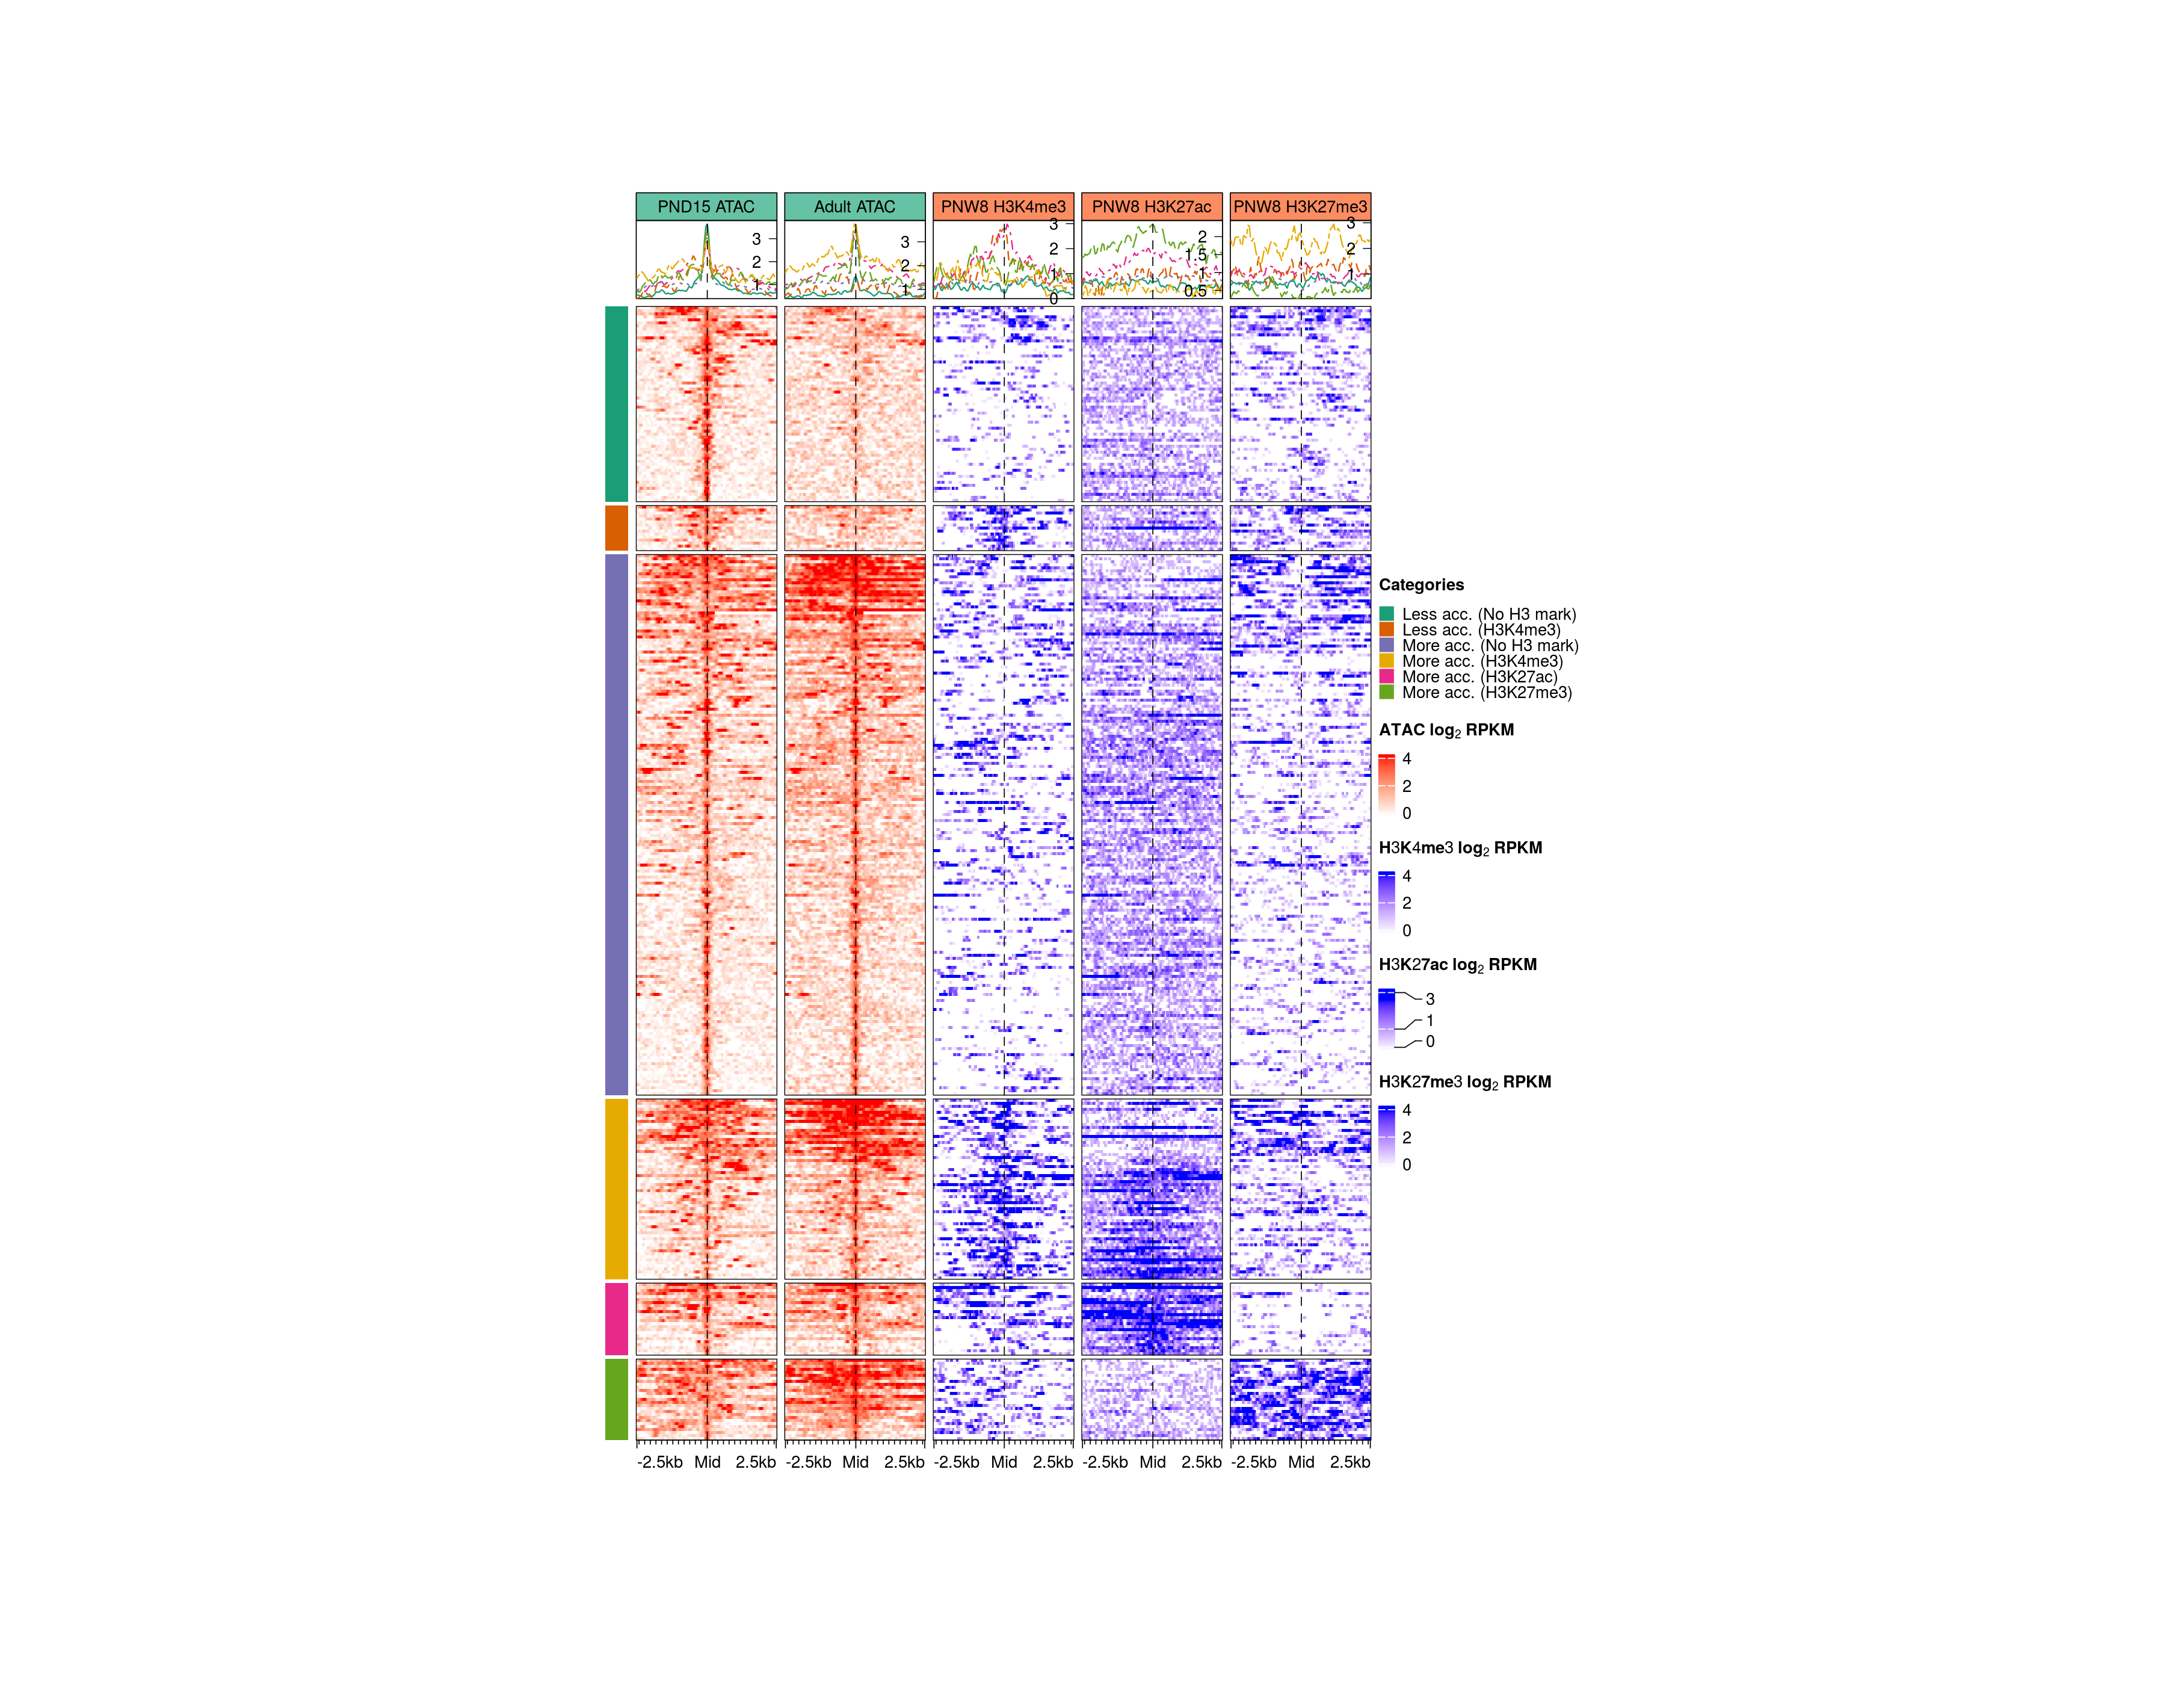 PND15 ATAC
Adult ATAC
PNW8 H3K4me3
PNW8 H3K27ac
PNW8 H3K27me3
3
2
1
3
2
1
3
2
1
0
2
1.5
1
0.5
3
2
1
Categories
Less acc. (No H3 mark)
Less acc. (H3K4me3)
More acc. (No H3 mark)
More acc. (H3K4me3)
More acc. (H3K27ac)
More acc. (H3K27me3)
ATAC log₂ RPKM
4
2
0
H3K4me3 log₂ RPKM
4
2
0
H3K27ac log₂ RPKM
3
1
0
H3K27me3 log₂ RPKM
4
2
0
-2.5kb Mid 2.5kb
-2.5kb Mid 2.5kb
-2.5kb Mid 2.5kb
-2.5kb Mid 2.5kb
-2.5kb Mid 2.5kb